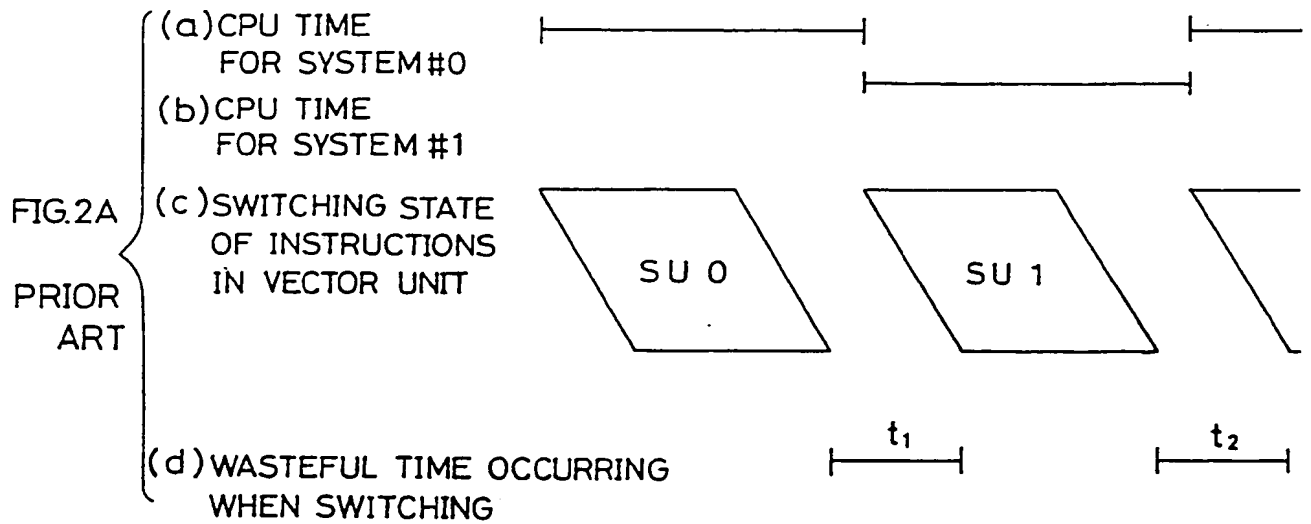 FIG.2A
PRIOR
ART
(a) CPU TIME
FOR SYSTEM #0
(b) CPU TIME
FOR SYSTEM #1
(c) SWITCHING STATE
OF INSTRUCTIONS
IN VECTOR UNIT
SU 0
SU 1
(d) WASTEFUL TIME OCCURRING
WHEN SWITCHING
t₁
t₂